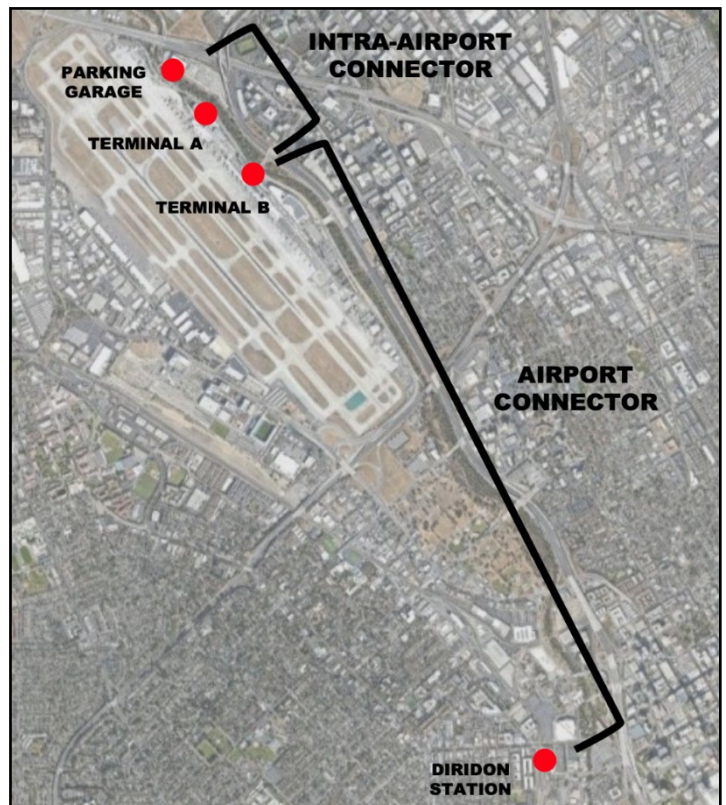 INTRA-AIRPORT
CONNECTOR
PARKING
GARAGE
TERMINAL A
TERMINAL B
AIRPORT
CONNECTOR
DIRIDON
STATION